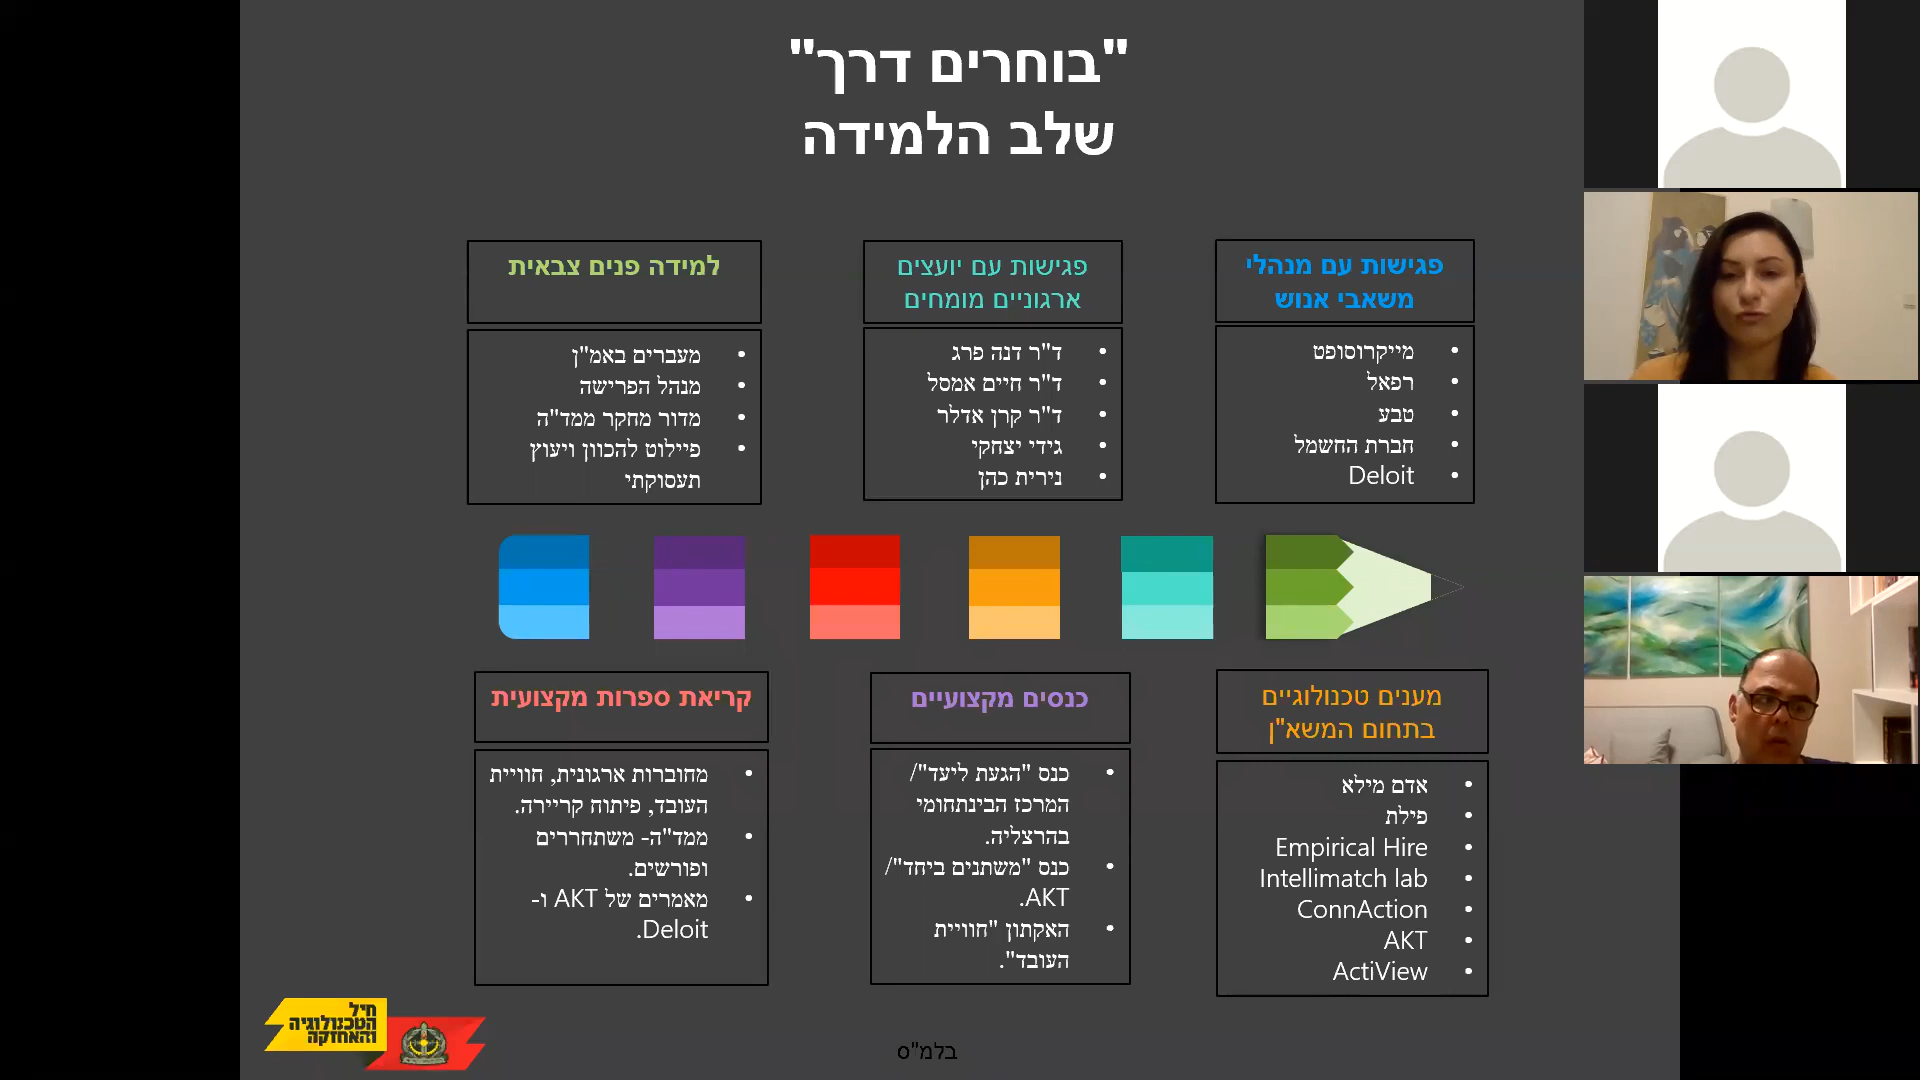 "בוחרים דרך"
שלב הלמידה
פגישות עם מנהלי
משאבי אנוש
• מייקרוסופט
• רפאל
• טבע
• חברת החשמל
• Deloit
פגישות עם יועצים
ארגוניים מומחים
• ד"ר דנה פרג
• ד"ר חיים אמסל
• ד"ר קרן אדלר
• גידי יצחקי
• נירית כהן
למידה פנים צבאית
• מעברים באמ"ן
• מנהל הפרישה
• מדור מחקר ממד"ה
• פיילוט להכוון ויעוץ
תעסוקתי
מענים טכנולוגיים
בתחום המשא"ן
• אדם מילא
• פילת
• Empirical Hire
• Intellimatch lab
• ConnAction
• AKT
• ActiView
כנסים מקצועיים
• כנס "הגעת ליעד"/
המרכז הבינתחומי
בהרצליה.
• כנס "משתנים ביחד"/
AKT.
• האקתון "חוויית
העובד".
קריאת ספרות מקצועית
• מחוברות ארגונית, חוויית
העובד, פיתוח קריירה.
• ממד"ה- משתחררים
ופורשים.
• מאמרים של AKT ו-
Deloit.
חיל
הטכנולוגיה
והאחזקה
בלמ"ס